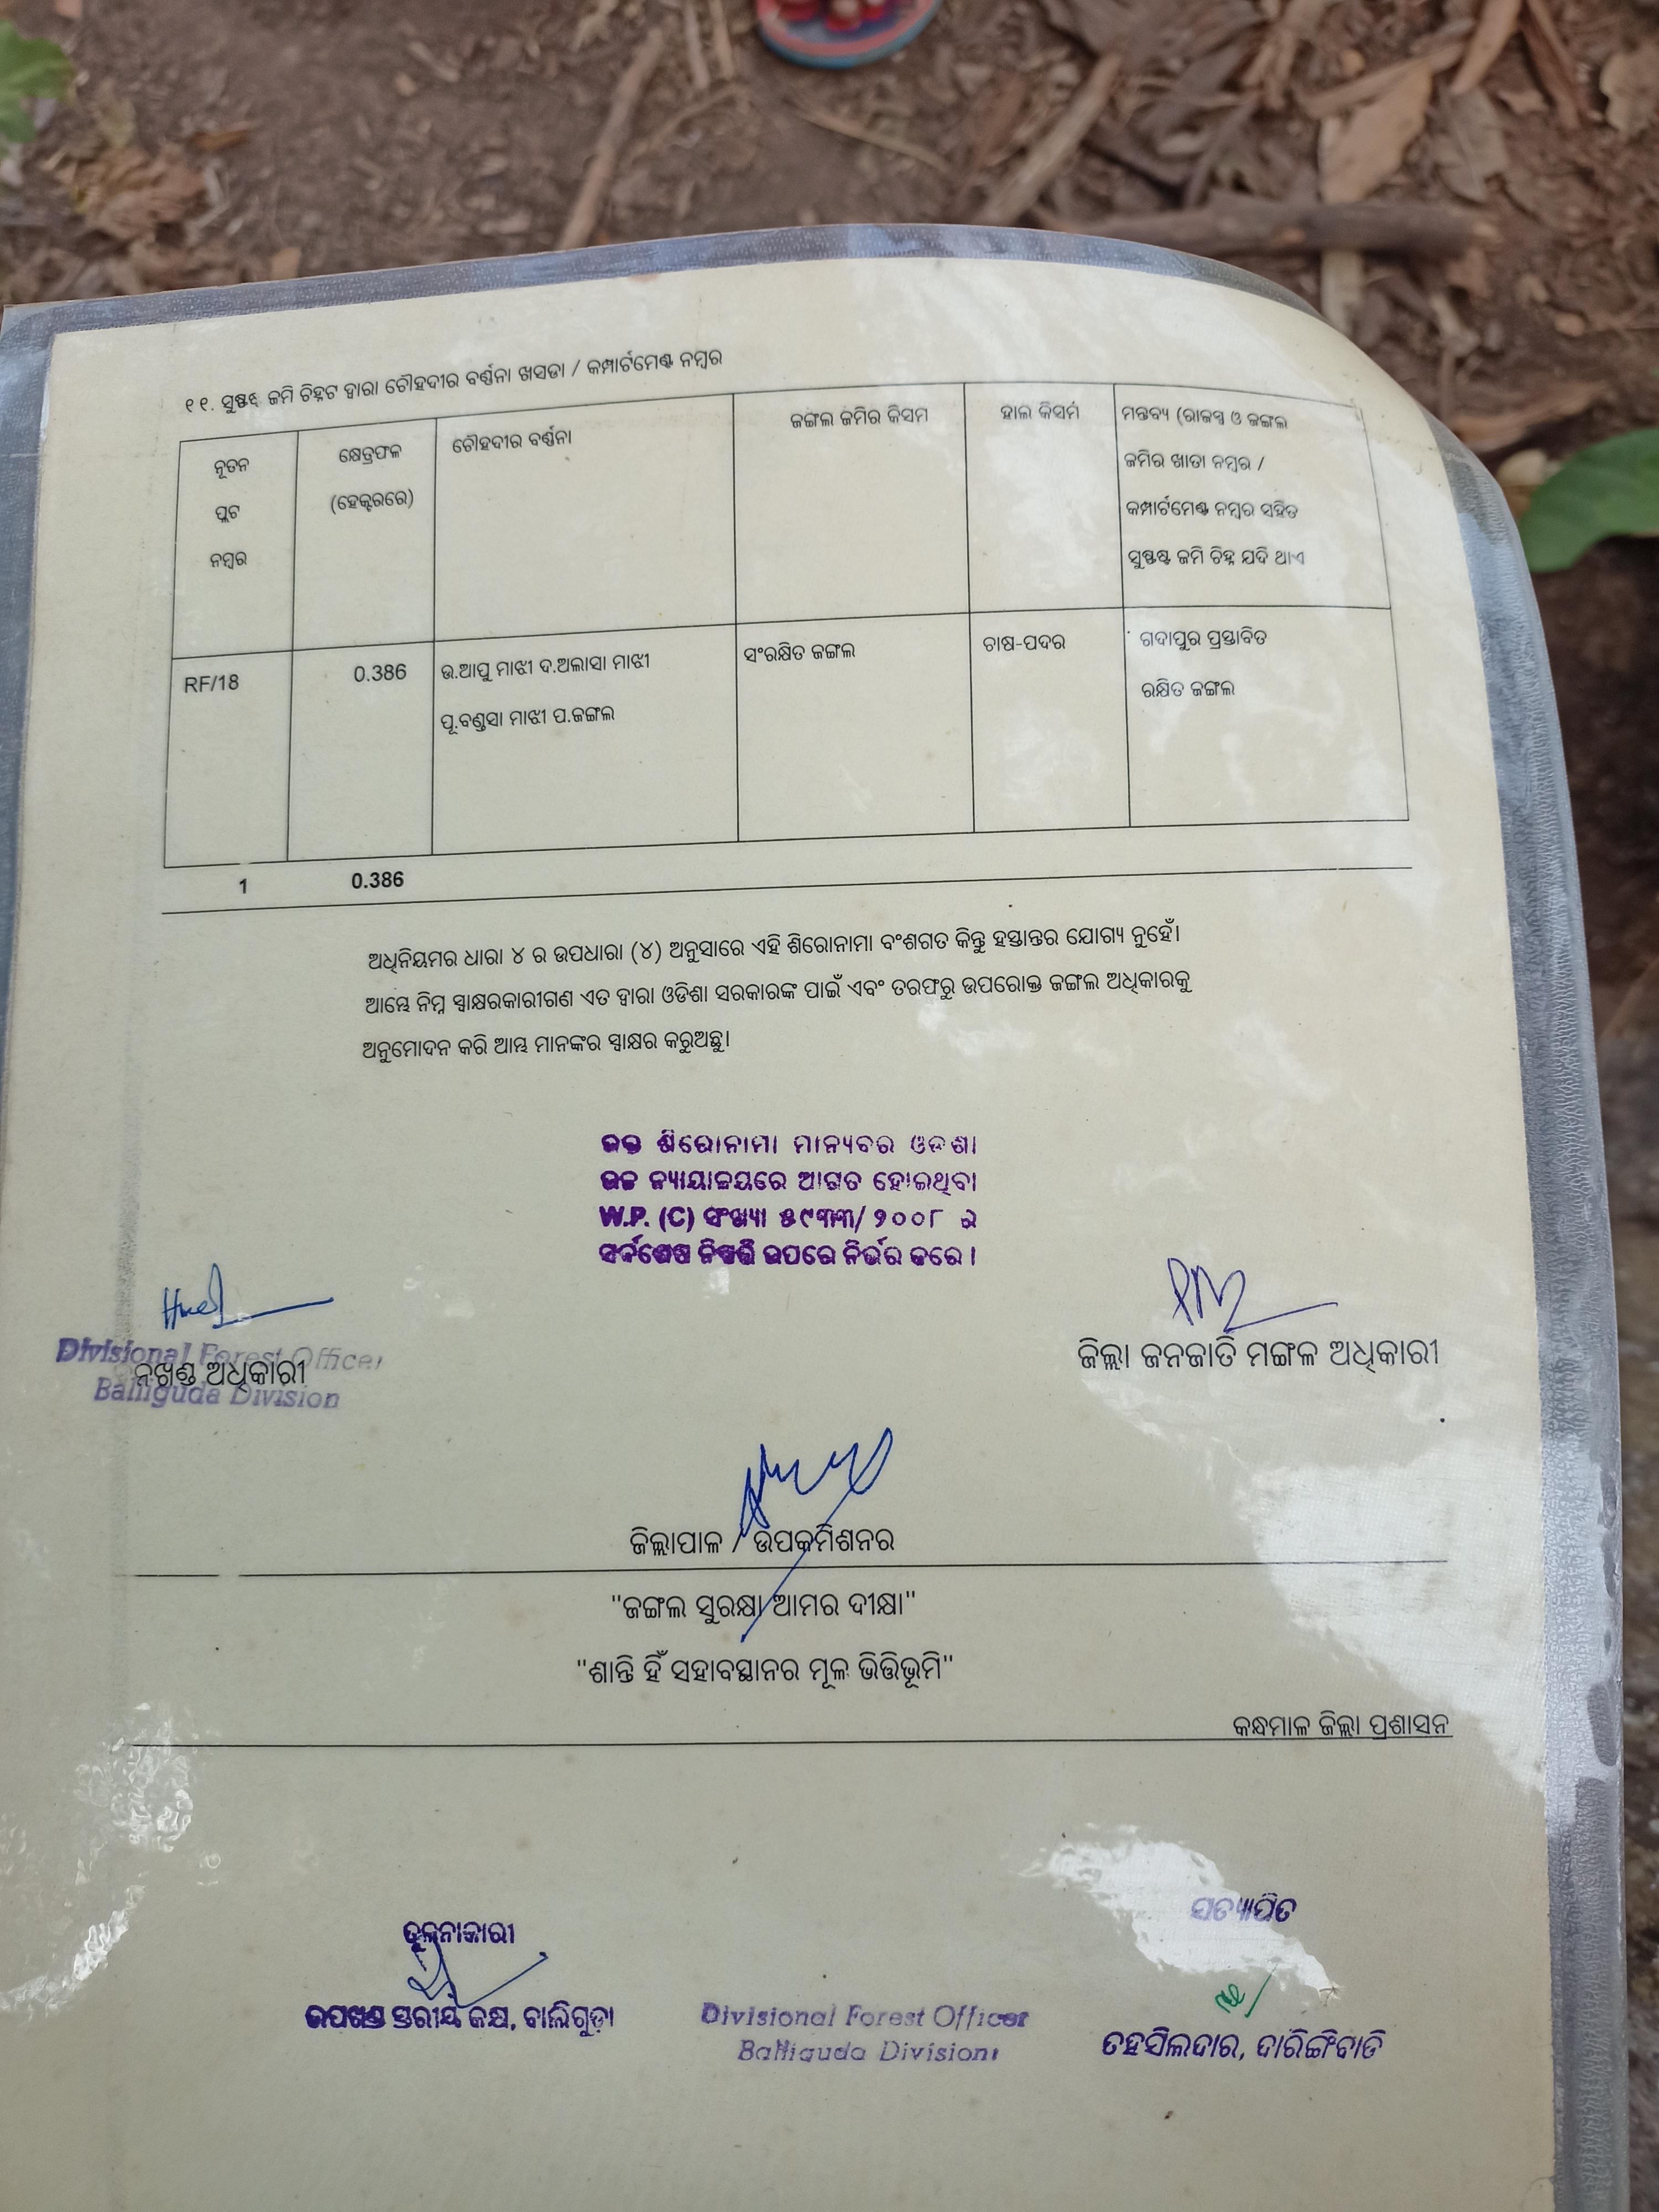 ୧୧. ସୁଷ୍ପଷ୍ଟ ଜମି ଚିହ୍ନଟ ଦ୍ୱାରା ଚୌହଦୀର ବର୍ଣ୍ଣନା ଖସଡା / କମ୍ପାର୍ଟମେଣ୍ଟ ନମ୍ବର
ନୂତନ ପ୍ଲଟ ନମ୍ବର
କ୍ଷେତ୍ରଫଳ (ହେକ୍ଟରରେ)
ଚୌହଦୀର ବର୍ଣ୍ଣନା
ଜଙ୍ଗଲ ଜମିର କିସମ
ହାଲ କିସମ
ମନ୍ତବ୍ୟ (ରାଜସ୍ୱ ଓ ଜଙ୍ଗଲ
ଜମିର ଖାତା ନମ୍ବର /
କମ୍ପାର୍ଟମେଣ୍ଟ ନମ୍ବର ସହିତ
ସୁଷ୍ପଷ୍ଟ ଜମି ଚିହ୍ନ ଯଦି ଥାଏ
RF/18
0.386
ଉ.ଆପୁ ମାଝୀ ଦ.ଅଲାସା ମାଝୀ
ପୂ.ବଣ୍ଡସା ମାଝୀ ପ.ଜଙ୍ଗଲ
ସଂରକ୍ଷିତ ଜଙ୍ଗଲ
ଚାଷ-ପଦର
ଗଦାପୁର ପ୍ରସ୍ତାବିତ
ରକ୍ଷିତ ଜଙ୍ଗଲ
1 0.386
ଅଧିନିୟମର ଧାରା ୪ ର ଉପଧାରା (୪) ଅନୁସାରେ ଏହି ଶିରୋନାମା ବଂଶଗତ କିନ୍ତୁ ହସ୍ତାନ୍ତର ଯୋଗ୍ୟ ନୁହେଁ।
ଆମ୍ଭେ ନିମ୍ନ ସ୍ୱାକ୍ଷରକାରୀଗଣ ଏତ ଦ୍ୱାରା ଓଡିଶା ସରକାରଙ୍କ ପାଇଁ ଏବଂ ତରଫରୁ ଉପରୋକ୍ତ ଜଙ୍ଗଲ ଅଧିକାରକୁ
ଅନୁମୋଦନ କରି ଆମ୍ଭ ମାନଙ୍କର ସ୍ୱାକ୍ଷର କରୁଅଛୁ।
ଉକ୍ତ ଶିରୋନାମା ମାନ୍ୟବର ଓଡିଶା
ଉଚ୍ଚ ନ୍ୟାୟାଳୟରେ ଆଗତ ହୋଇଥିବା
W.P. (C) ସଂଖ୍ୟା ୫୯୩୩/ ୨୦୦୮ ର
ସର୍ବଶେଷ ନିଷ୍ପତ୍ତି ଉପରେ ନିର୍ଭର କରେ।
Divisional Forest Officer
ନଖଣ୍ଡ ଅଧିକାରୀ
Balliguda Division
ଜିଲ୍ଲା ଜନଜାତି ମଙ୍ଗଳ ଅଧିକାରୀ
ଜିଲ୍ଲାପାଳ / ଉପକମିଶନର
"ଜଙ୍ଗଲ ସୁରକ୍ଷା ଆମର ଦୀକ୍ଷା"
"ଶାନ୍ତି ହିଁ ସହାବସ୍ଥାନର ମୂଳ ଭିତ୍ତିଭୂମି"
କନ୍ଧମାଳ ଜିଲ୍ଲା ପ୍ରଶାସନ
ତୁଳନାକାରୀ
ଉପଖଣ୍ଡ ସ୍ତରୀୟ କକ୍ଷ, ବାଲିଗୁଡ଼ା
Divisional Forest Officer
Balliguda Division
ସତ୍ୟାପିତ
ତହସିଲଦାର, ଦାରିଙ୍ଗିବାଡି